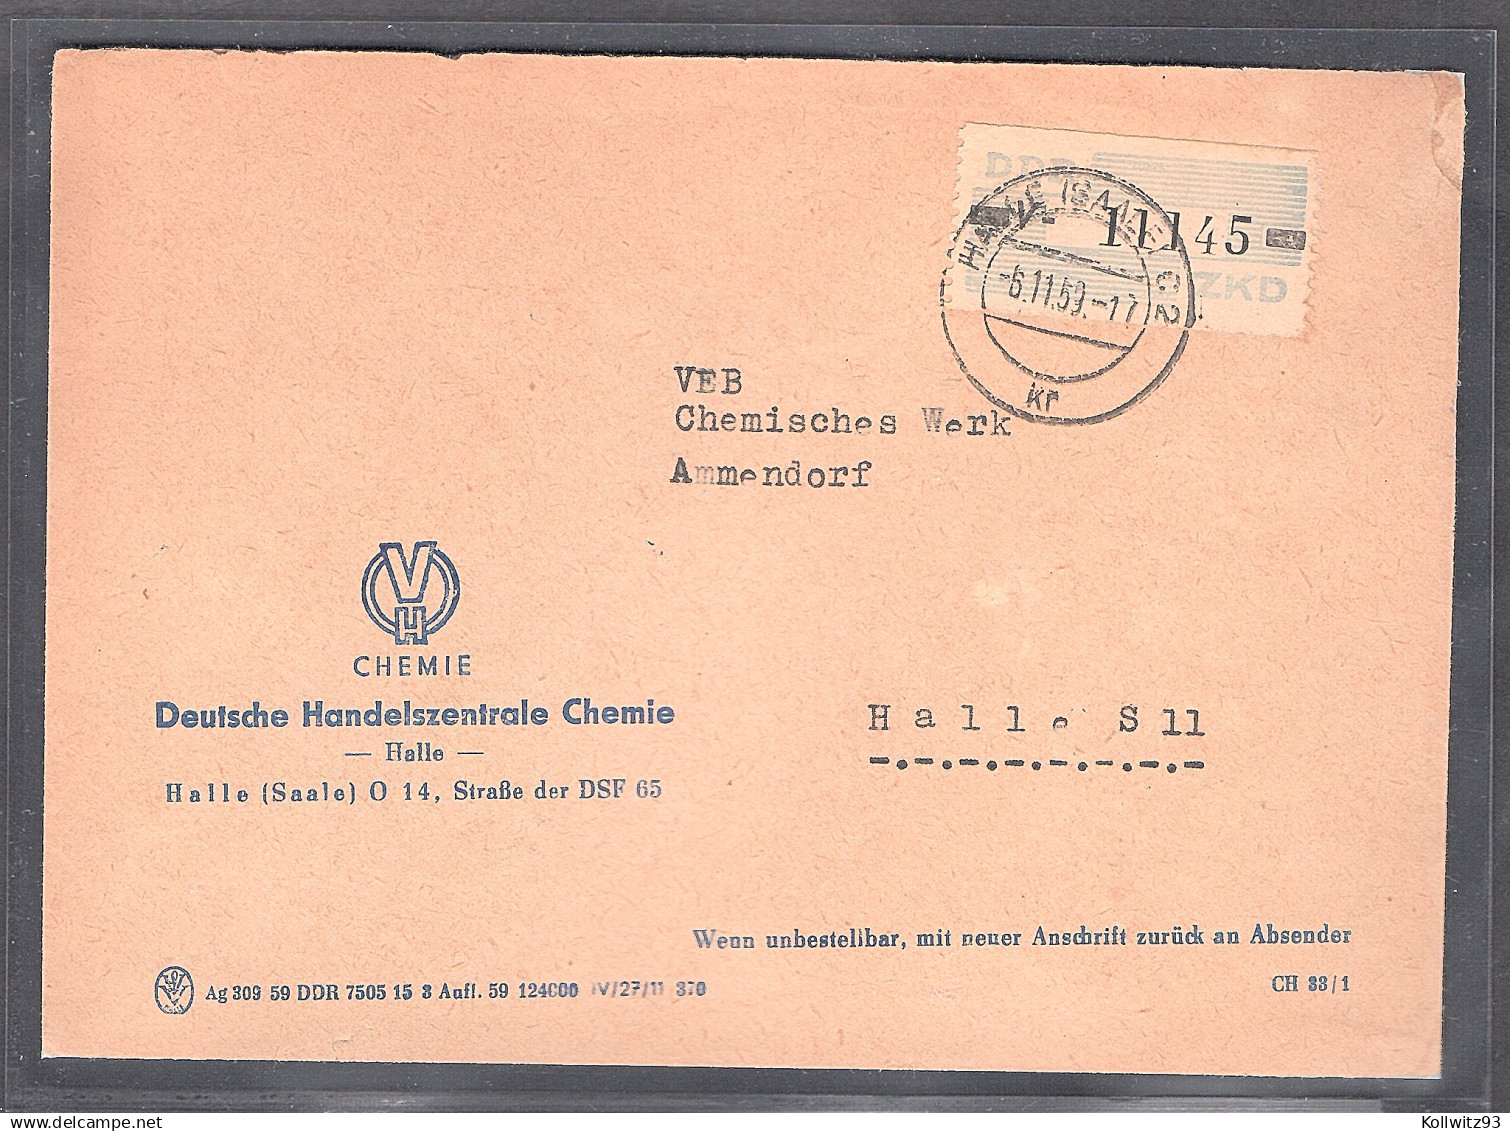 DDR
11145
ZKD
HALLE (SAALE) C2
-6.11.59.-17
kr
VEB
Chemisches Werk
Ammendorf
VH
CHEMIE
Deutsche Handelszentrale Chemie
— Halle —
Halle (Saale) O 14, Straße der DSF 65
Halle S 11
Wenn unbestellbar, mit neuer Anschrift zurück an Absender
Ag 309 59 DDR 7505 15 3 Aufl. 59 124000 IV/27/11 370
CH 33/1
Kollwitz93